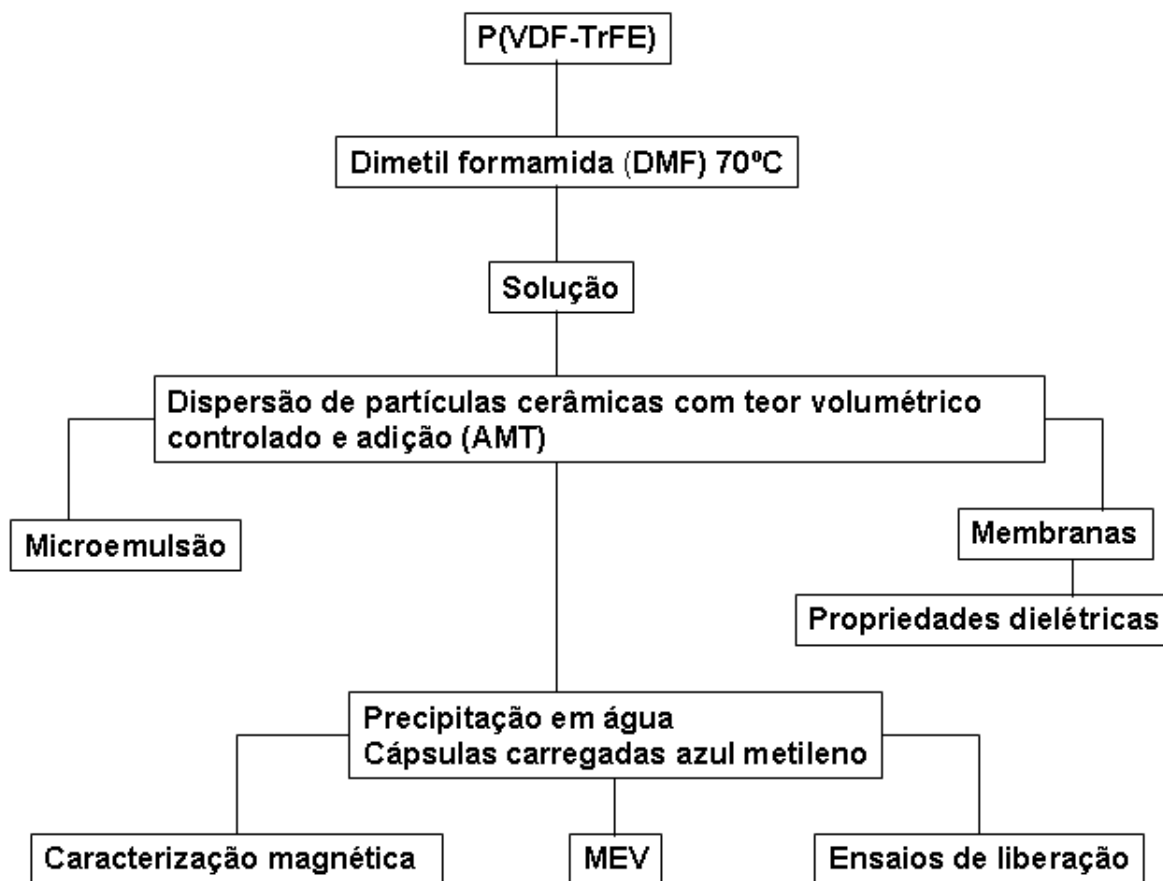 P(VDF-TrFE)
Dimetil formamida (DMF) 70ºC
Solução
Dispersão de partículas cerâmicas com teor volumétrico
controlado e adição (AMT)
Microemulsão
Membranas
Propriedades dielétricas
Precipitação em água
Cápsulas carregadas azul metileno
Caracterização magnética
MEV
Ensaios de liberação